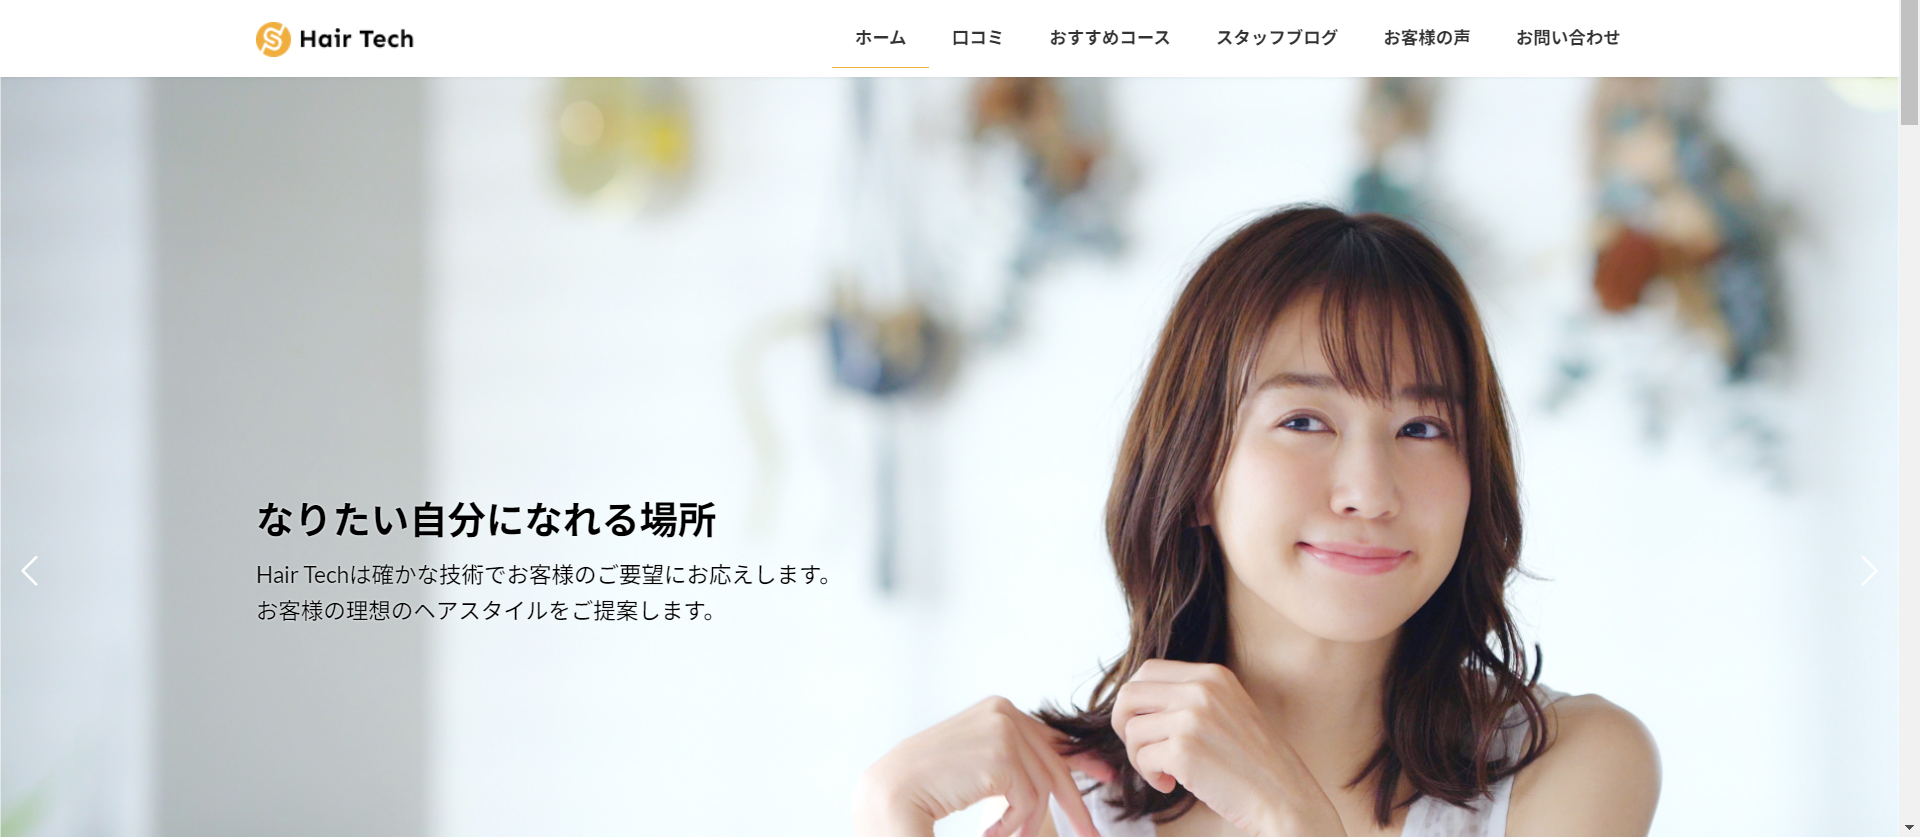 Hair Tech
ホーム 口コミ おすすめコース スタッフブログ お客様の声 お問い合わせ
なりたい自分になれる場所
Hair Techは確かな技術でお客様のご要望にお応えします。
お客様の理想のヘアスタイルをご提案します。